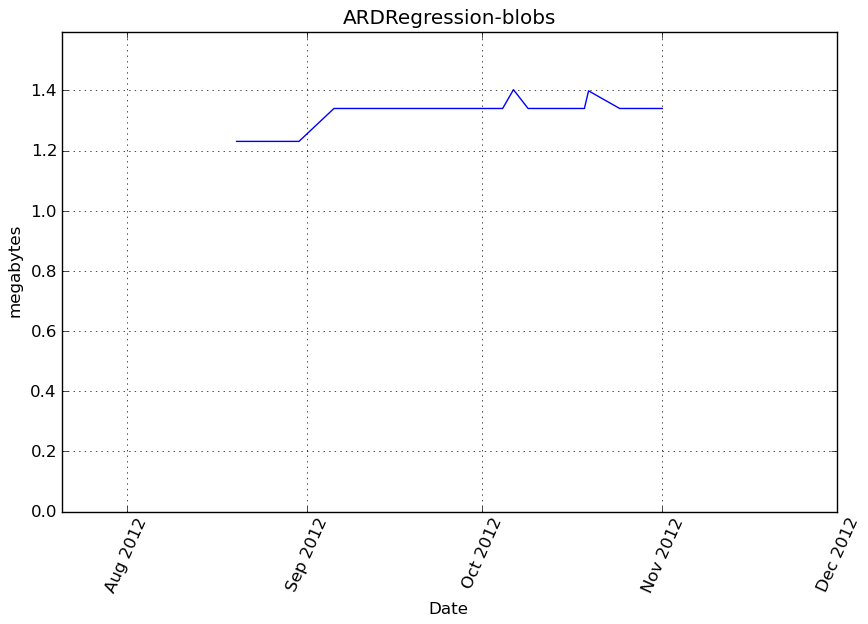 ARDRegression-blobs
megabytes
1.4
1.2
1.0
0.8
0.6
0.4
0.2
0.0
Aug 2012
Sep 2012
Oct 2012
Nov 2012
Dec 2012
Date